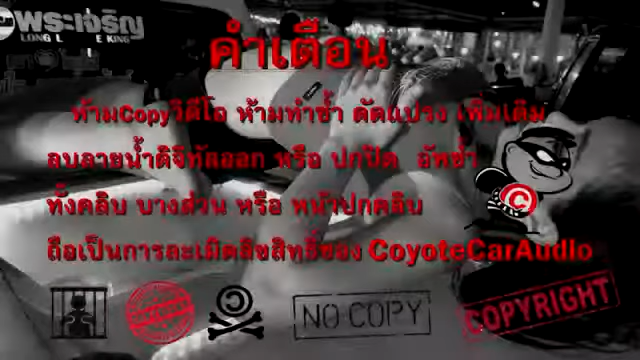 พระเจริญ
LONG L E KING
คำเตือน
ห้ามCopyวิดีโอ ห้ามทำซ้ำ ดัดแปรง เพิ่มเติม
ลบลายน้ำดิจิทัลออก หรือ ปกปิด อัพซ้ำ
ทั้งคลิบ บางส่วน หรือ หน้าปกคลิบ
ถือเป็นการละเมิดลิขสิทธิ์ของ CoyoteCarAudio
NO COPY
COPYRIGHT